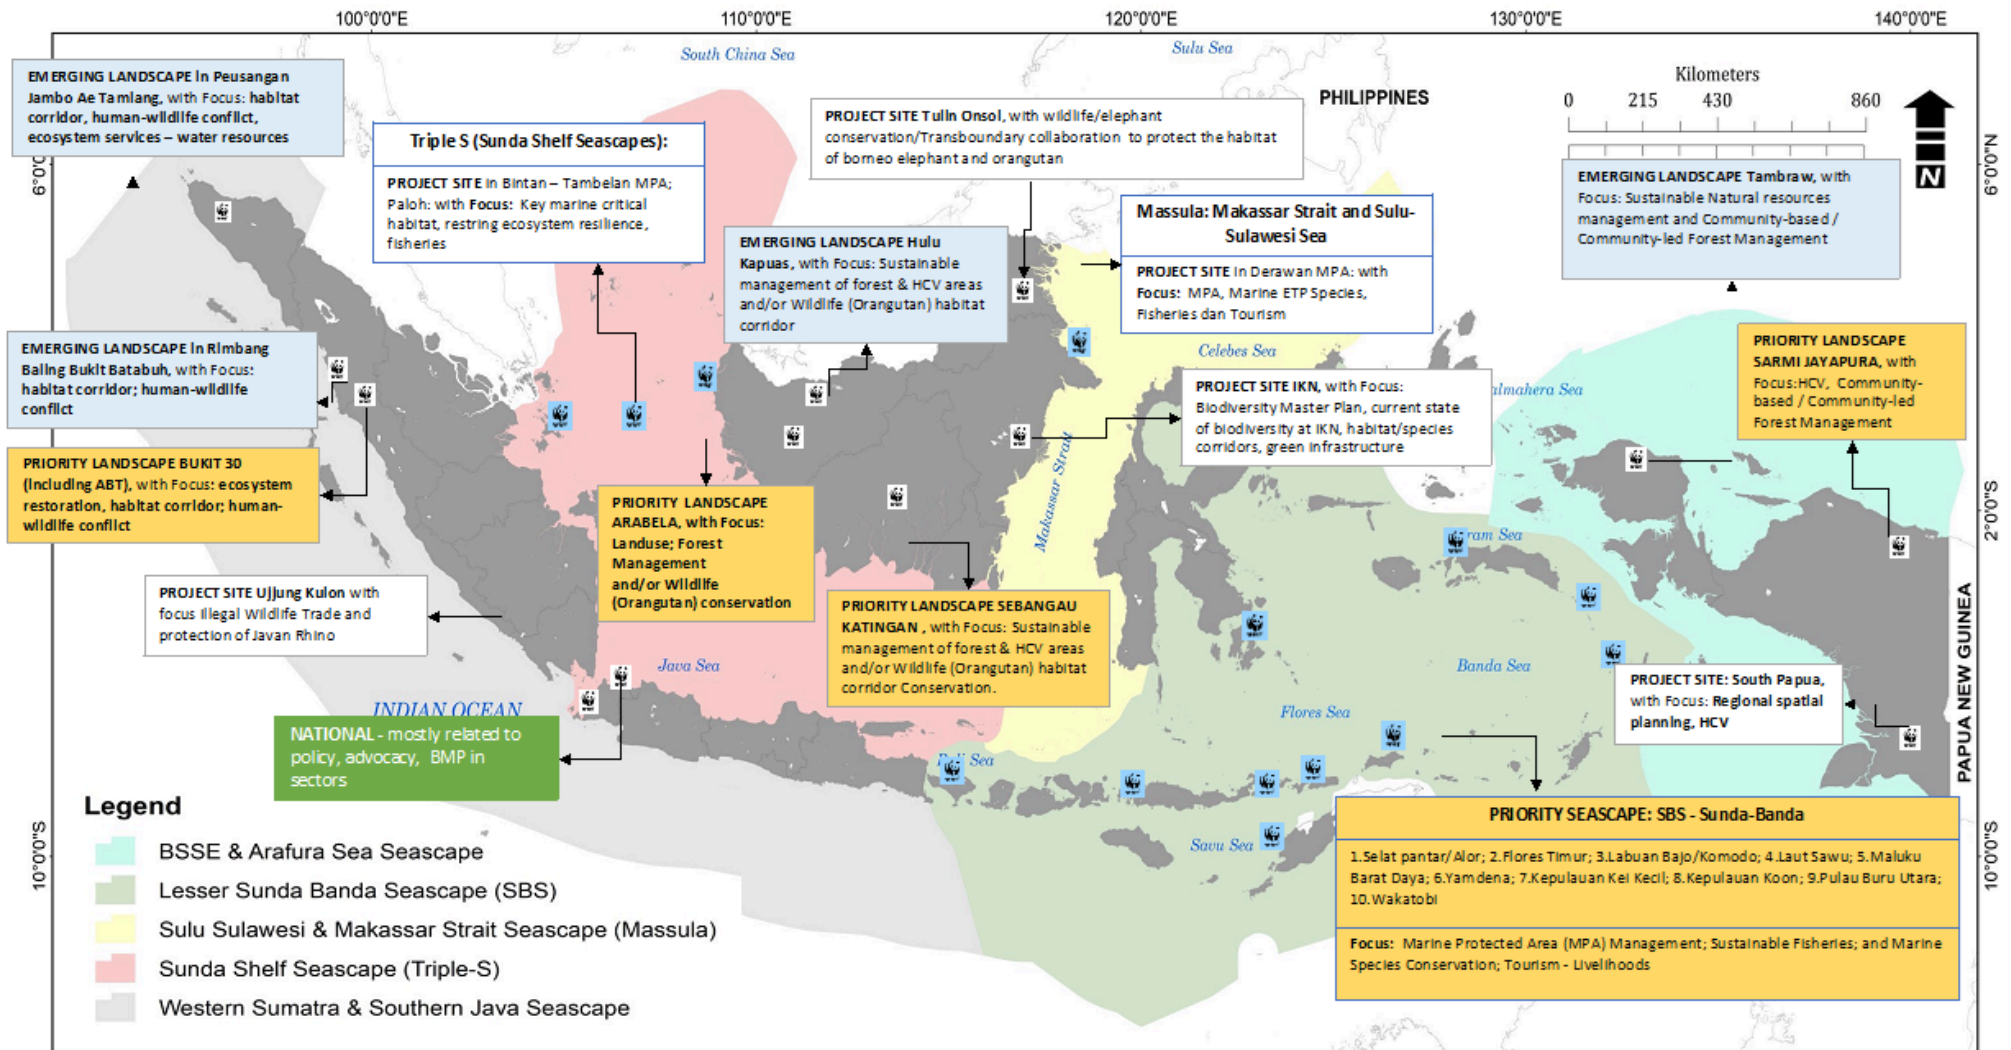 100°0'0"E
110°0'0"E
120°0'0"E
130°0'0"E
140°0'0"E
South China Sea
Sulu Sea
PHILIPPINES
Kilometers
0 215 430 860
N
6°0'0"N
6°0'0"N
EMERGING LANDSCAPE in Peusangan
Jambo Ae Tamiang, with Focus: habitat
corridor, human-wildlife conflict,
ecosystem services – water resources
Triple S (Sunda Shelf Seascapes):
PROJECT SITE in Bintan – Tambelan MPA;
Paloh: with Focus: Key marine critical
habitat, restring ecosystem resilience,
fisheries
PROJECT SITE Tulin Onsol, with wildlife/elephant
conservation/Transboundary collaboration to protect the habitat
of borneo elephant and orangutan
EMERGING LANDSCAPE Tambraw, with
Focus: Sustainable Natural resources
management and Community-based /
Community-led Forest Management
Massula: Makassar Strait and Sulu-
Sulawesi Sea
PROJECT SITE in Derawan MPA: with
Focus: MPA, Marine ETP Species,
Fisheries dan Tourism
EMERGING LANDSCAPE Hulu
Kapuas, with Focus: Sustainable
management of forest & HCV areas
and/or Wildlife (Orangutan) habitat
corridor
EMERGING LANDSCAPE in Rimbang
Baling Bukit Batabuh, with Focus:
habitat corridor; human-wildlife
conflict
Celebes Sea
almahera Sea
PRIORITY LANDSCAPE
SARMI JAYAPURA, with
Focus:HCV, Community-
based / Community-led
Forest Management
PROJECT SITE IKN, with Focus:
Biodiversity Master Plan, current state
of biodiversity at IKN, habitat/species
corridors, green infrastructure
PRIORITY LANDSCAPE BUKIT 30
(including ABT), with Focus: ecosystem
restoration, habitat corridor; human-
wildlife conflict
Makassar Strait
PRIORITY LANDSCAPE
ARABELA, with Focus:
Landuse; Forest
Management
and/or Wildlife
(Orangutan) conservation
2°0'0"S
2°0'0"S
ram Sea
PROJECT SITE Ujjung Kulon with
focus Illegal Wildlife Trade and
protection of Javan Rhino
PRIORITY LANDSCAPE SEBANGAU
KATINGAN , with Focus: Sustainable
management of forest & HCV areas
and/or Wildlife (Orangutan) habitat
corridor Conservation.
PAPUA NEW GUINEA
Java Sea
Banda Sea
PROJECT SITE: South Papua,
with Focus: Regional spatial
planning, HCV
INDIAN OCEAN
Flores Sea
NATIONAL - mostly related to
policy, advocacy, BMP in
sectors
Bali Sea
Savu Sea
10°0'0"S
10°0'0"S
PRIORITY SEASCAPE: SBS - Sunda-Banda
1.Selat pantar/Alor; 2.Flores Timur; 3.Labuan Bajo/Komodo; 4.Laut Sawu; 5.Maluku
Barat Daya; 6.Yamdena; 7.Kepulauan Kei Kecil; 8.Kepulauan Koon; 9.Pulau Buru Utara;
10.Wakatobi
Focus: Marine Protected Area (MPA) Management; Sustainable Fisheries; and Marine
Species Conservation; Tourism - Livelihoods
Legend
BSSE & Arafura Sea Seascape
Lesser Sunda Banda Seascape (SBS)
Sulu Sulawesi & Makassar Strait Seascape (Massula)
Sunda Shelf Seascape (Triple-S)
Western Sumatra & Southern Java Seascape